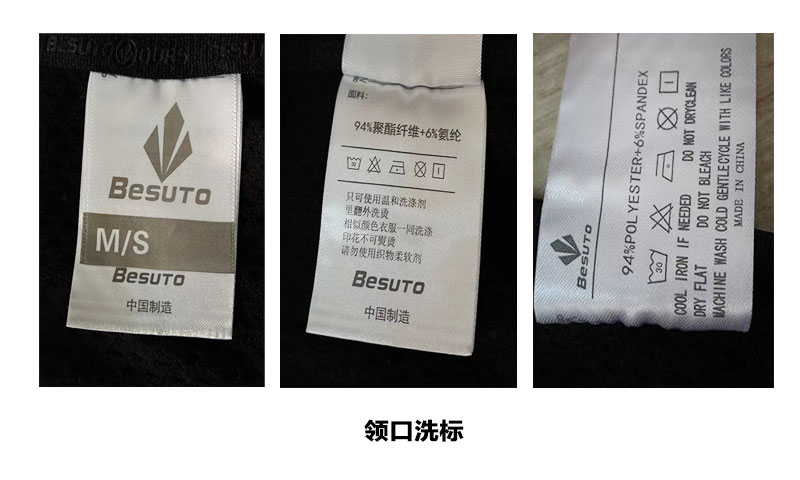 BESUTO
BESUTO
M/S
BESUTO
中国制造
面料:
94%聚酯纤维+6%氨纶
30
只可使用温和洗涤剂
里翻外洗烫
相似颜色衣服一同洗涤
印花不可熨烫
请勿使用织物柔软剂
BESUTO
中国制造
BESUTO
94%POLYESTER+6%SPANDEX
30
COOL IRON IF NEEDED DO NOT DRYCLEAN
DRY FLAT DO NOT BLEACH
MACHINE WASH COLD GENTLECYCLE WITH LIKE COLORS
MADE IN CHINA
领口洗标